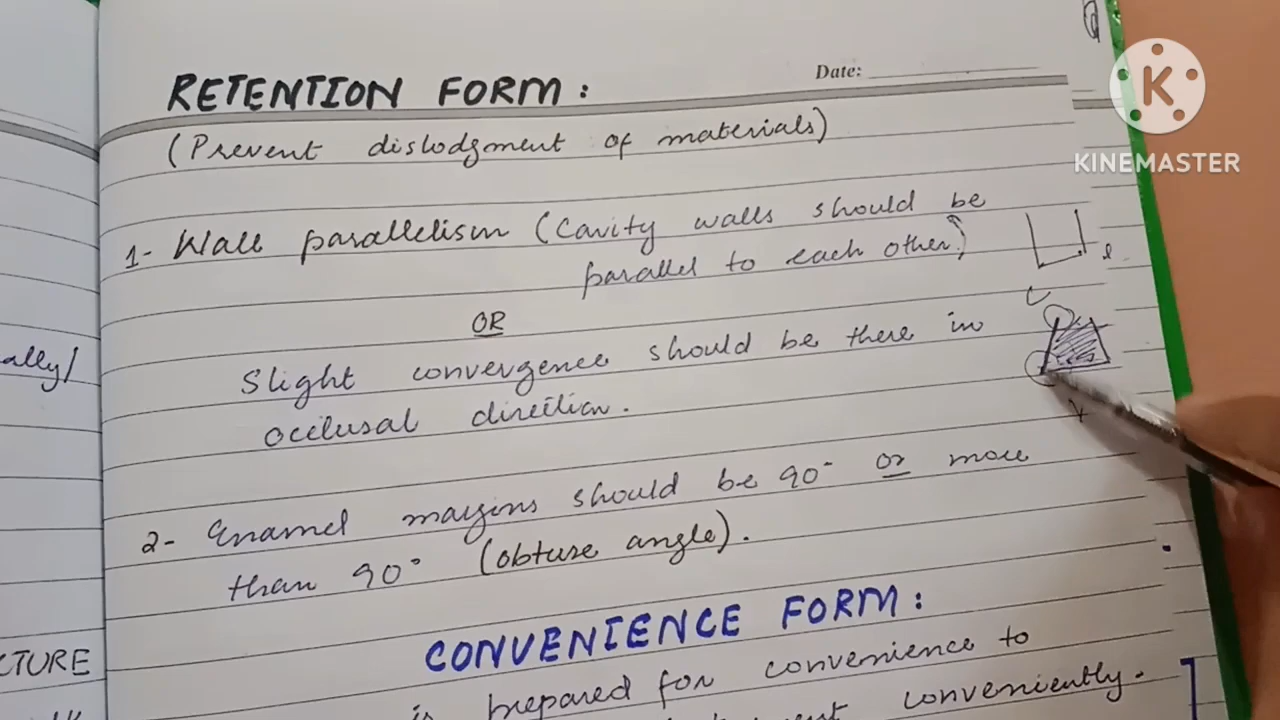 RETENTION FORM:
Date:
(Prevent dislodgment of materials)
1- Wall parallelism (Cavity walls should be
parallel to each other)
OR
Slight convergence should be there in
occlusal direction.
2- Enamel margins should be 90° or more
than 90° (obtuse angle).
CONVENIENCE FORM:
is prepared for convenience to
conveniently.
ally/
CTURE
K
KINEMASTER